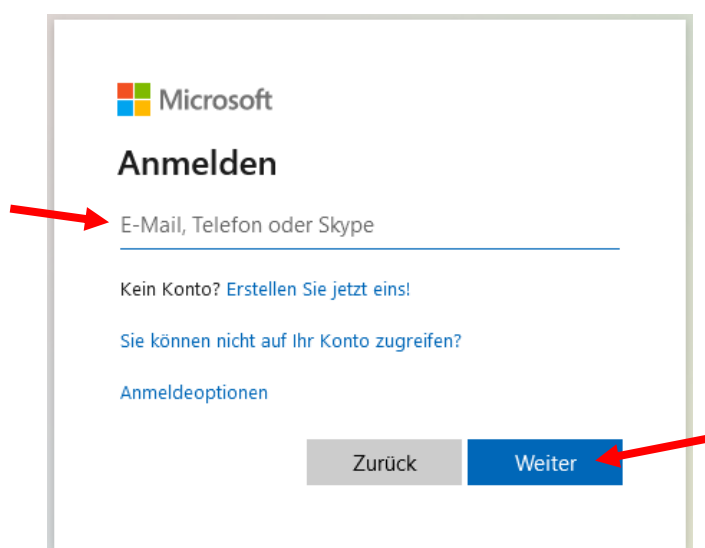 Microsoft
Anmelden
E-Mail, Telefon oder Skype
Kein Konto? Erstellen Sie jetzt eins!
Sie können nicht auf Ihr Konto zugreifen?
Anmeldeoptionen
Zurück Weiter